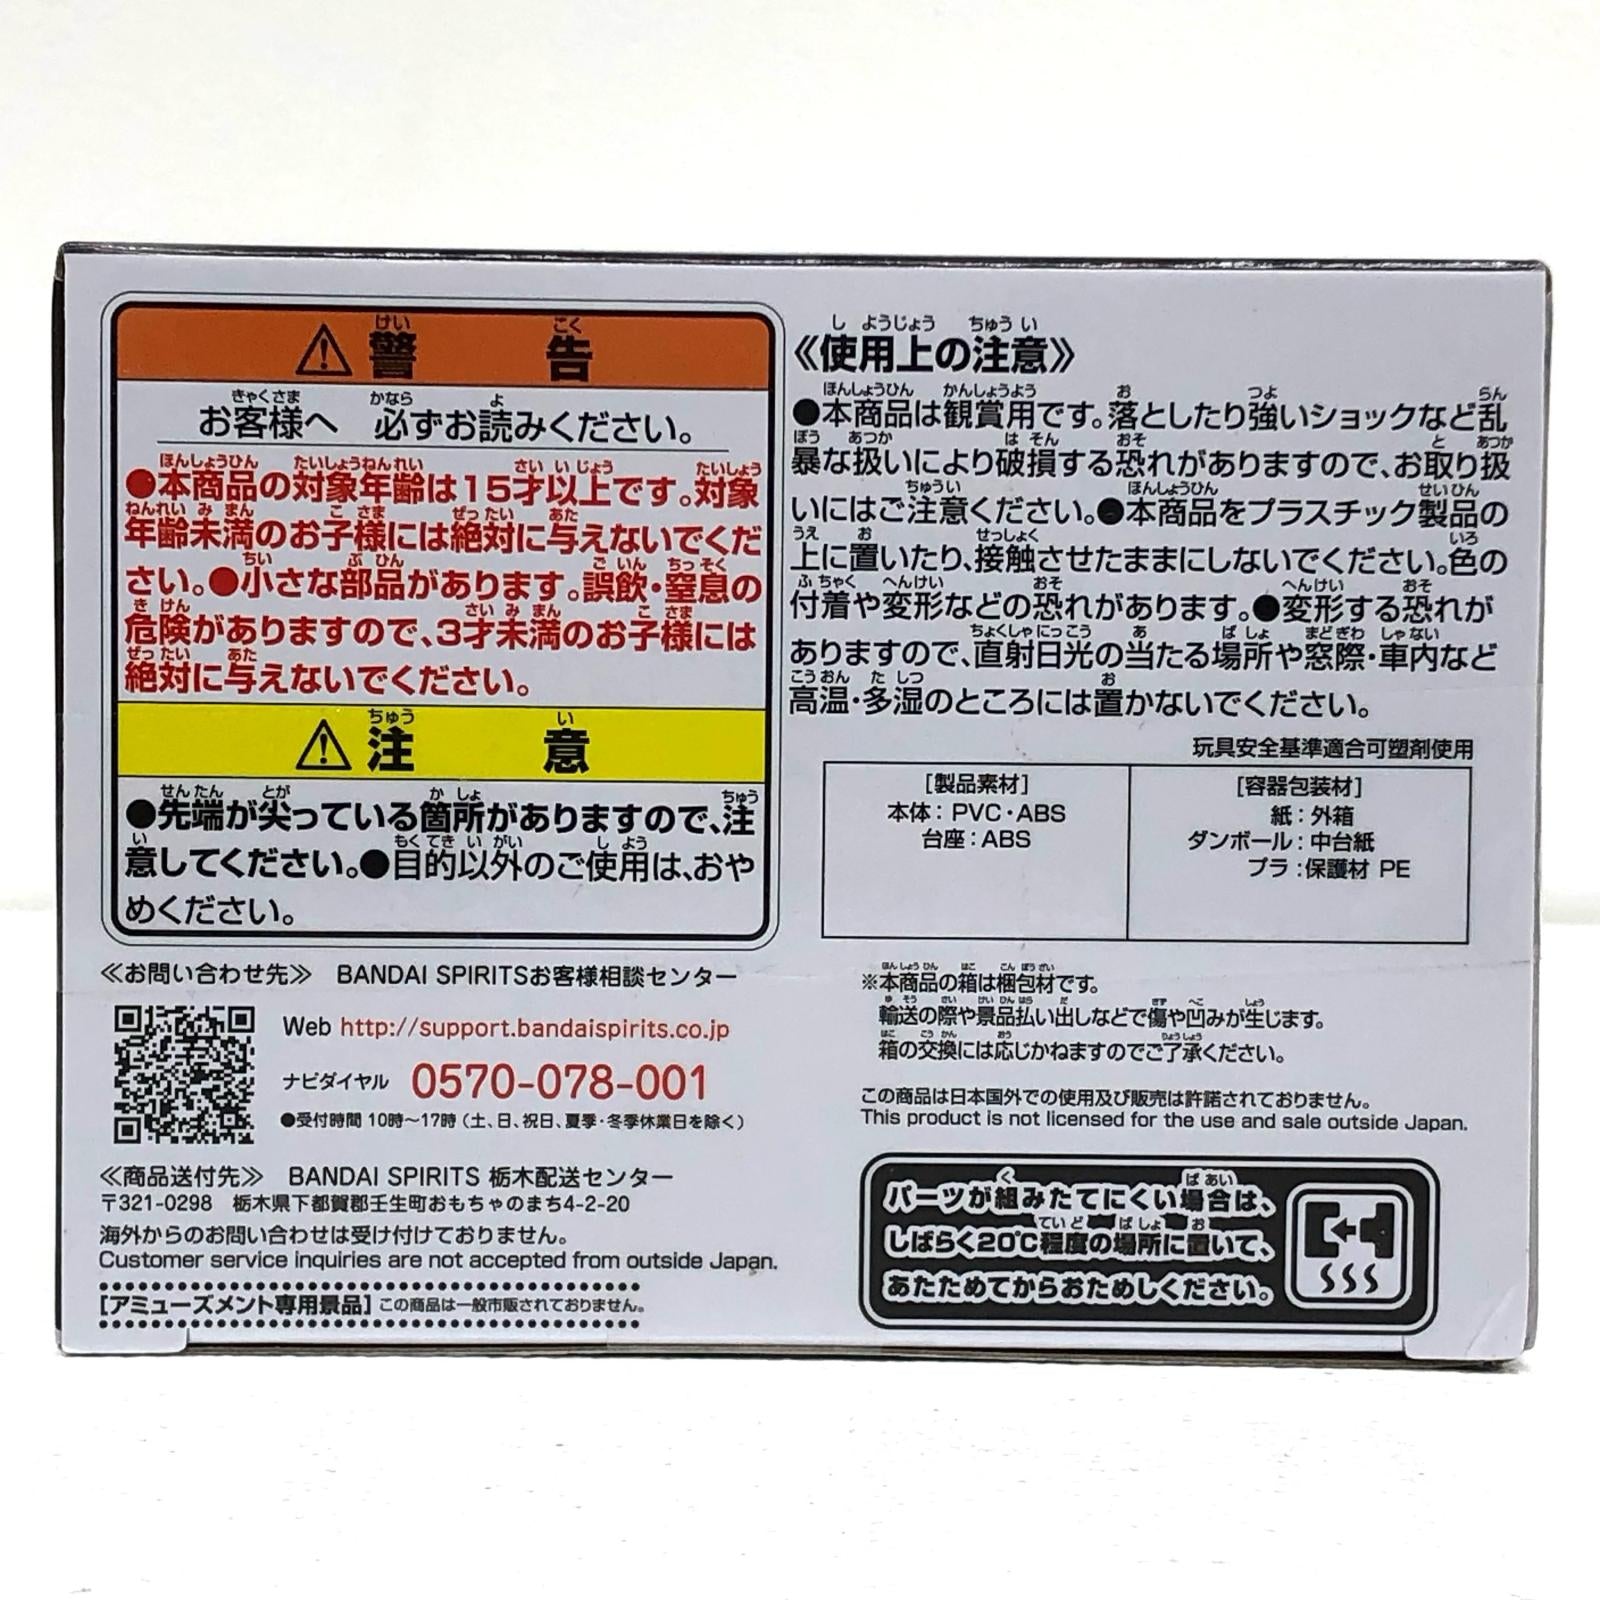 ⚠警告
お客様へ 必ずお読みください。
●本商品の対象年齢は15才以上です。対象
年齢未満のお子様には絶対に与えないでくだ
さい。●小さな部品があります。誤飲・窒息の
危険がありますので、3才未満のお子様には
絶対に与えないでください。
⚠注意
●先端が尖っている箇所がありますので、注
意してください。●目的以外のご使用は、おや
めください。
≪お問い合わせ先≫ BANDAI SPIRITSお客様相談センター
Web http://support.bandaispirits.co.jp
ナビダイヤル 0570-078-001
●受付時間 10時〜17時(土、日、祝日、夏季・冬季休業日を除く)
≪商品送付先≫ BANDAI SPIRITS 栃木配送センター
〒321-0298 栃木県下都賀郡壬生町おもちゃのまち4-2-20
海外からのお問い合わせは受け付けておりません。
Customer service inquiries are not accepted from outside Japan.
[アミューズメント専用景品] この商品は一般市販されておりません。
《使用上の注意》
●本商品は観賞用です。落としたり強いショックなど乱
暴な扱いにより破損する恐れがありますので、お取り扱
いにはご注意ください。●本商品をプラスチック製品の
上に置いたり、接触させたままにしないでください。色の
付着や変形などの恐れがあります。●変形する恐れが
ありますので、直射日光の当たる場所や窓際・車内など
高温・多湿のところには置かないでください。
玩具安全基準適合可塑剤使用
[製品素材]
本体:PVC・ABS
台座:ABS
[容器包装材]
紙:外箱
ダンボール:中台紙
プラ:保護材 PE
※本商品の箱は梱包材です。
輸送の際や景品払い出しなどで傷や凹みが生じます。
箱の交換には応じかねますのでご了承ください。
この商品は日本国外での使用及び販売は許諾されておりません。
This product is not licensed for the use and sale outside Japan.
パーツが組みたてにくい場合は、
しばらく20℃程度の場所に置いて、
あたためてからおためしください。